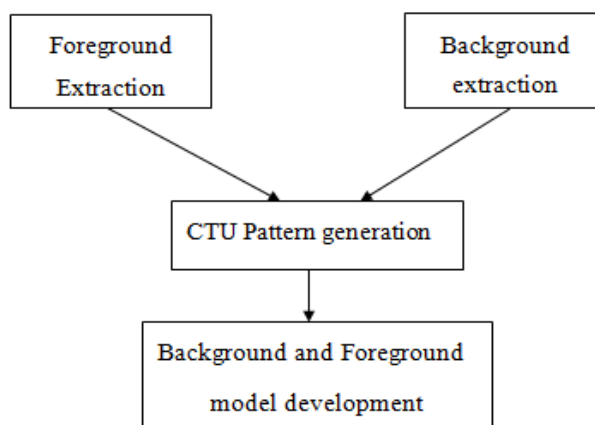 Foreground
Extraction
Background
extraction
CTU Pattern generation
Background and Foreground
model development